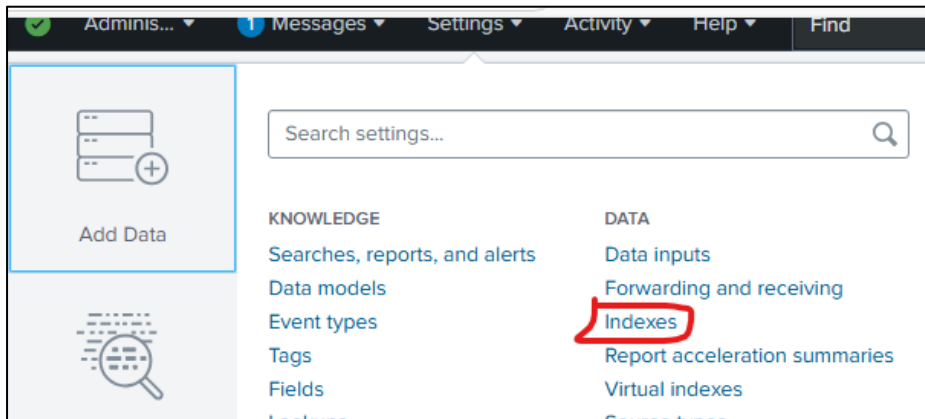 Adminis... 1 Messages Settings Activity Help Find
Search settings...
Add Data
KNOWLEDGE
Searches, reports, and alerts
Data models
Event types
Tags
Fields
DATA
Data inputs
Forwarding and receiving
Indexes
Report acceleration summaries
Virtual indexes